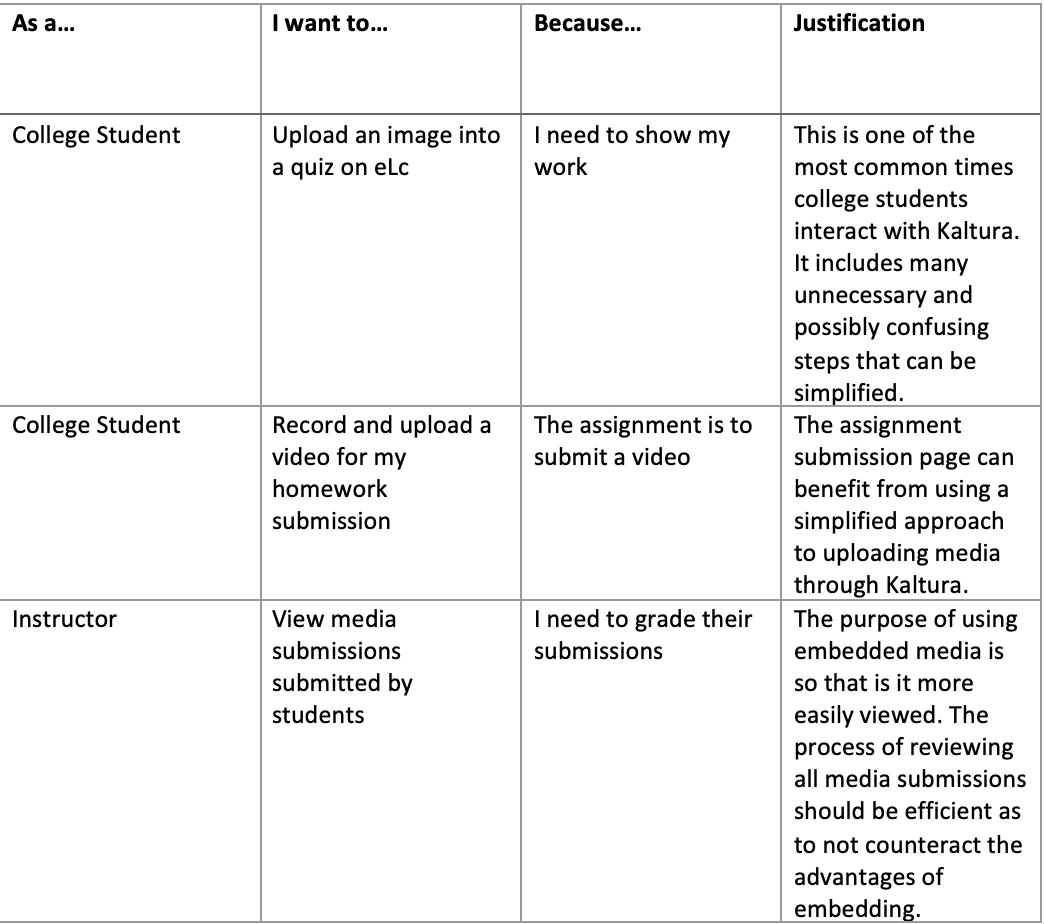 As a...
I want to...
Because...
Justification
College Student
Upload an image into
a quiz on eLc
I need to show my
work
This is one of the
most common times
college students
interact with Kaltura.
It includes many
unnecessary and
possibly confusing
steps that can be
simplified.
College Student
Record and upload a
video for my
homework
submission
The assignment is to
submit a video
The assignment
submission page can
benefit from using a
simplified approach
to uploading media
through Kaltura.
Instructor
View media
submissions
submitted by
students
I need to grade their
submissions
The purpose of using
embedded media is
so that is it more
easily viewed. The
process of reviewing
all media submissions
should be efficient as
to not counteract the
advantages of
embedding.